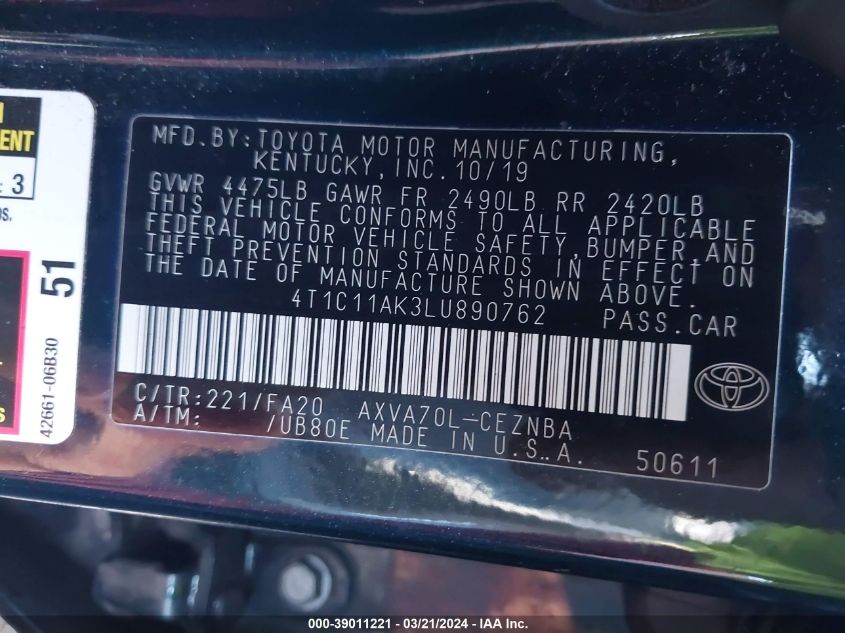 MFD.BY:TOYOTA MOTOR MANUFACTURING,
KENTUCKY,INC.10/19
GVWR 4475LB GAWR FR 2490LB RR 2420LB
THIS VEHICLE CONFORMS TO ALL APPLICABLE
FEDERAL MOTOR VEHICLE SAFETY,BUMPER,AND
THEFT PREVENTION STANDARDS IN EFFECT ON
THE DATE OF MANUFACTURE SHOWN ABOVE.
4T1C11AK3LU890762 PASS.CAR
C/TR:221/FA20 AXVA70L-CEZNBA
A/TM: /UB80E MADE IN U.S.A. 50611
: 3
51
42661-06B30
000-39011221 - 03/21/2024 - IAA Inc.